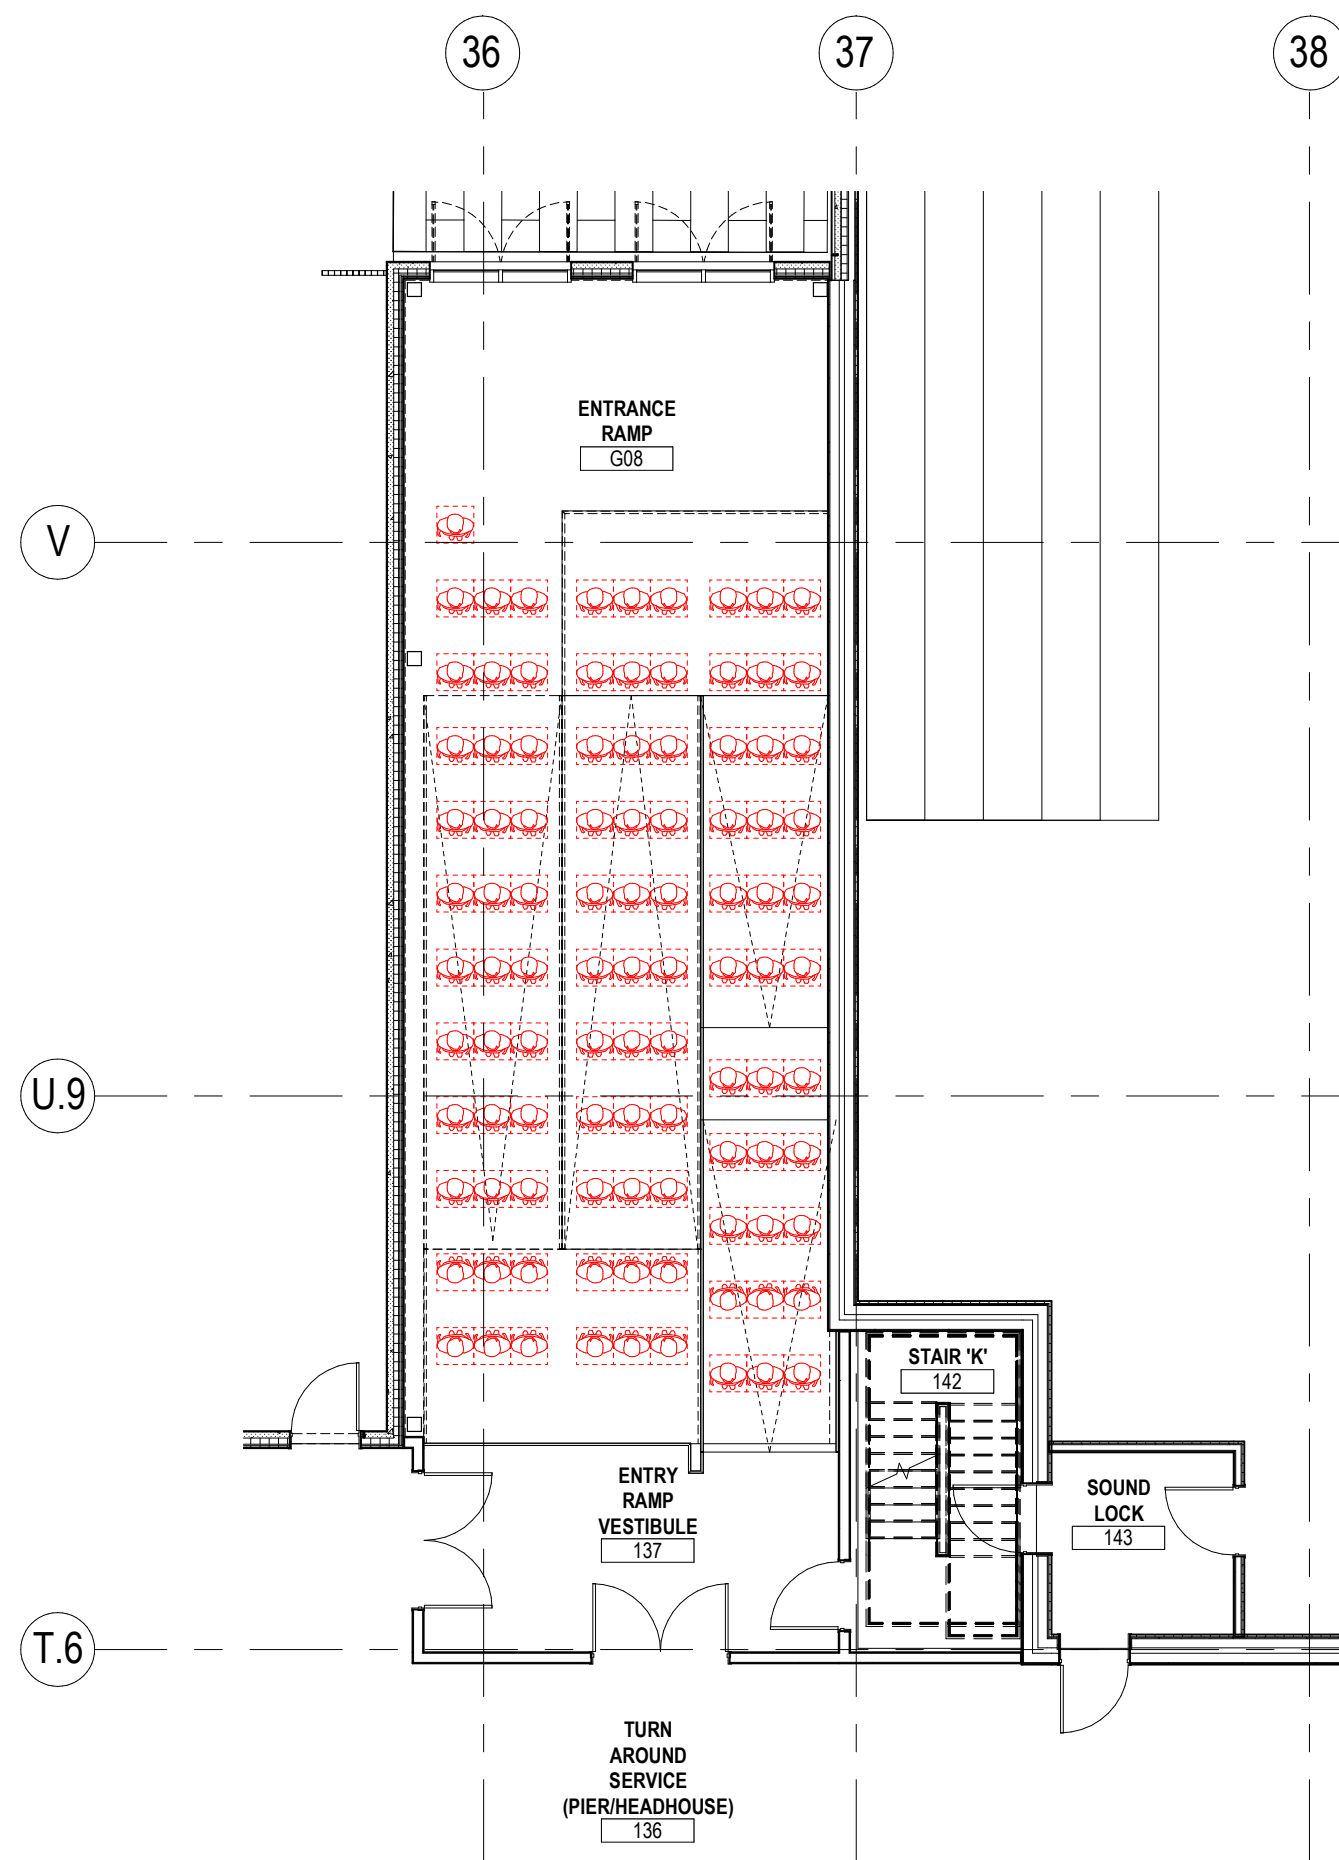 36
37
38
ENTRANCE
RAMP
G08
V
U.9
STAIR 'K'
142
ENTRY
RAMP
VESTIBULE
137
SOUND
LOCK
143
T.6
TURN
AROUND
SERVICE
(PIER/HEADHOUSE)
136